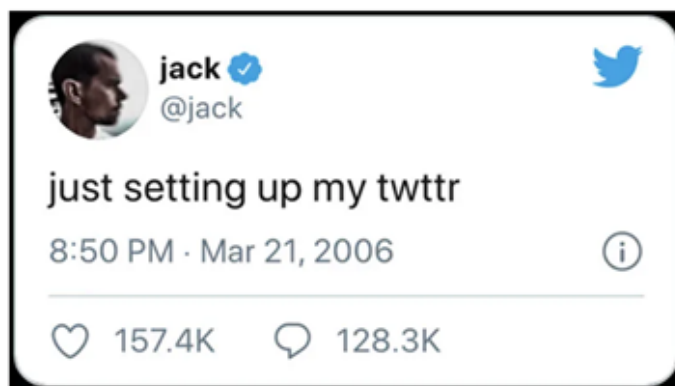 jack
@jack
just setting up my twttr
8:50 PM · Mar 21, 2006
157.4K 128.3K